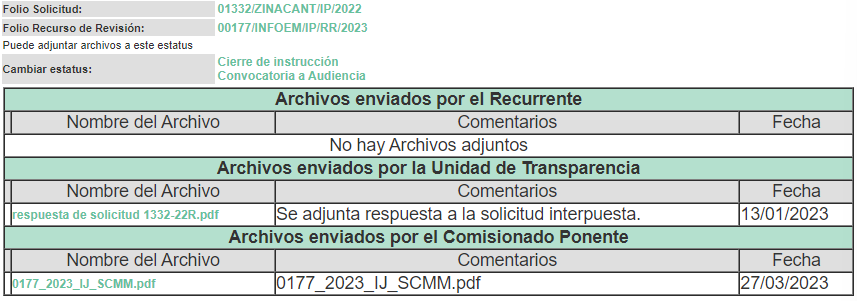 Folio Solicitud: 01332/ZINACANT/IP/2022
Folio Recurso de Revisión: 00177/INFOEM/IP/RR/2023
Puede adjuntar archivos a este estatus
Cambiar estatus: Cierre de instrucción
Convocatoria a Audiencia
Archivos enviados por el Recurrente
Nombre del Archivo Comentarios Fecha
No hay Archivos adjuntos
Archivos enviados por la Unidad de Transparencia
Nombre del Archivo Comentarios Fecha
respuesta de solicitud 1332-22R.pdf Se adjunta respuesta a la solicitud interpuesta. 13/01/2023
Archivos enviados por el Comisionado Ponente
Nombre del Archivo Comentarios Fecha
0177_2023_IJ_SCMM.pdf 0177_2023_IJ_SCMM.pdf 27/03/2023